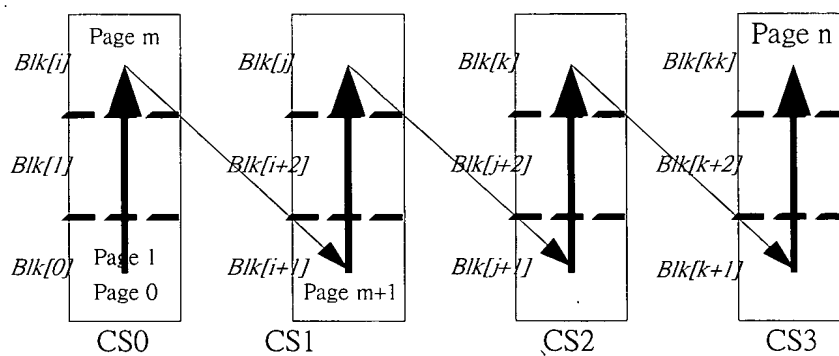 Page m
Page n
Blk[i]
Blk[j]
Blk[k]
Blk[kk]
Blk[1]
Blk[i+2]
Blk[j+2]
Blk[k+2]
Page 1
Blk[0]
Blk[i+1]
Blk[j+1]
Blk[k+1]
Page 0
Page m+1
CS0
CS1
CS2
CS3